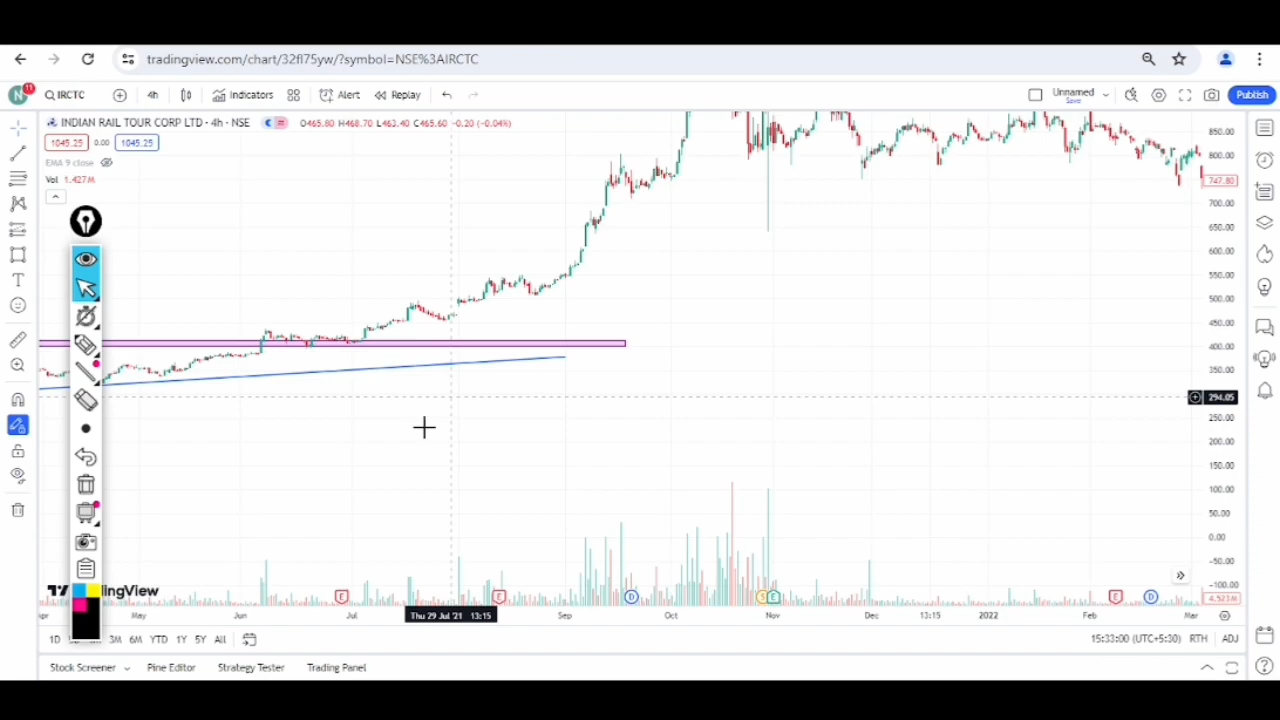 tradingview.com/chart/32fl75yw/?symbol=NSE%3AIRCTC
N 11 IRCTC 4h Indicators Alert Replay Unnamed Save Publish
INDIAN RAIL TOUR CORP LTD · 4h · NSE O465.80 H468.70 L463.40 C465.60 -0.20 (-0.04%)
1045.25 0.00 1045.25
EMA 9 close
Vol 1.427M
850.00
800.00
747.80
700.00
650.00
600.00
550.00
500.00
450.00
400.00
350.00
294.05
250.00
200.00
150.00
100.00
50.00
0.00
-50.00
-100.00
4.521M
dingView
E E D S E E D
May Jun Jul Thu 29 Jul '21 13:15 Sep Oct Nov Dec 13:15 2022 Feb Mar
1D 3M 6M YTD 1Y 5Y All 15:33:00 (UTC+5:30) RTH ADJ
Stock Screener Pine Editor Strategy Tester Trading Panel